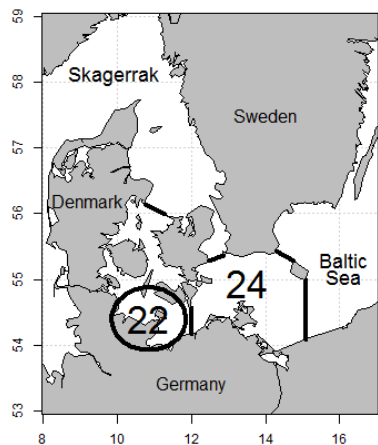 59
58
57
56
55
54
53
Skagerrak
Sweden
Denmark
Baltic
Sea
24
22
Germany
8 10 12 14 16